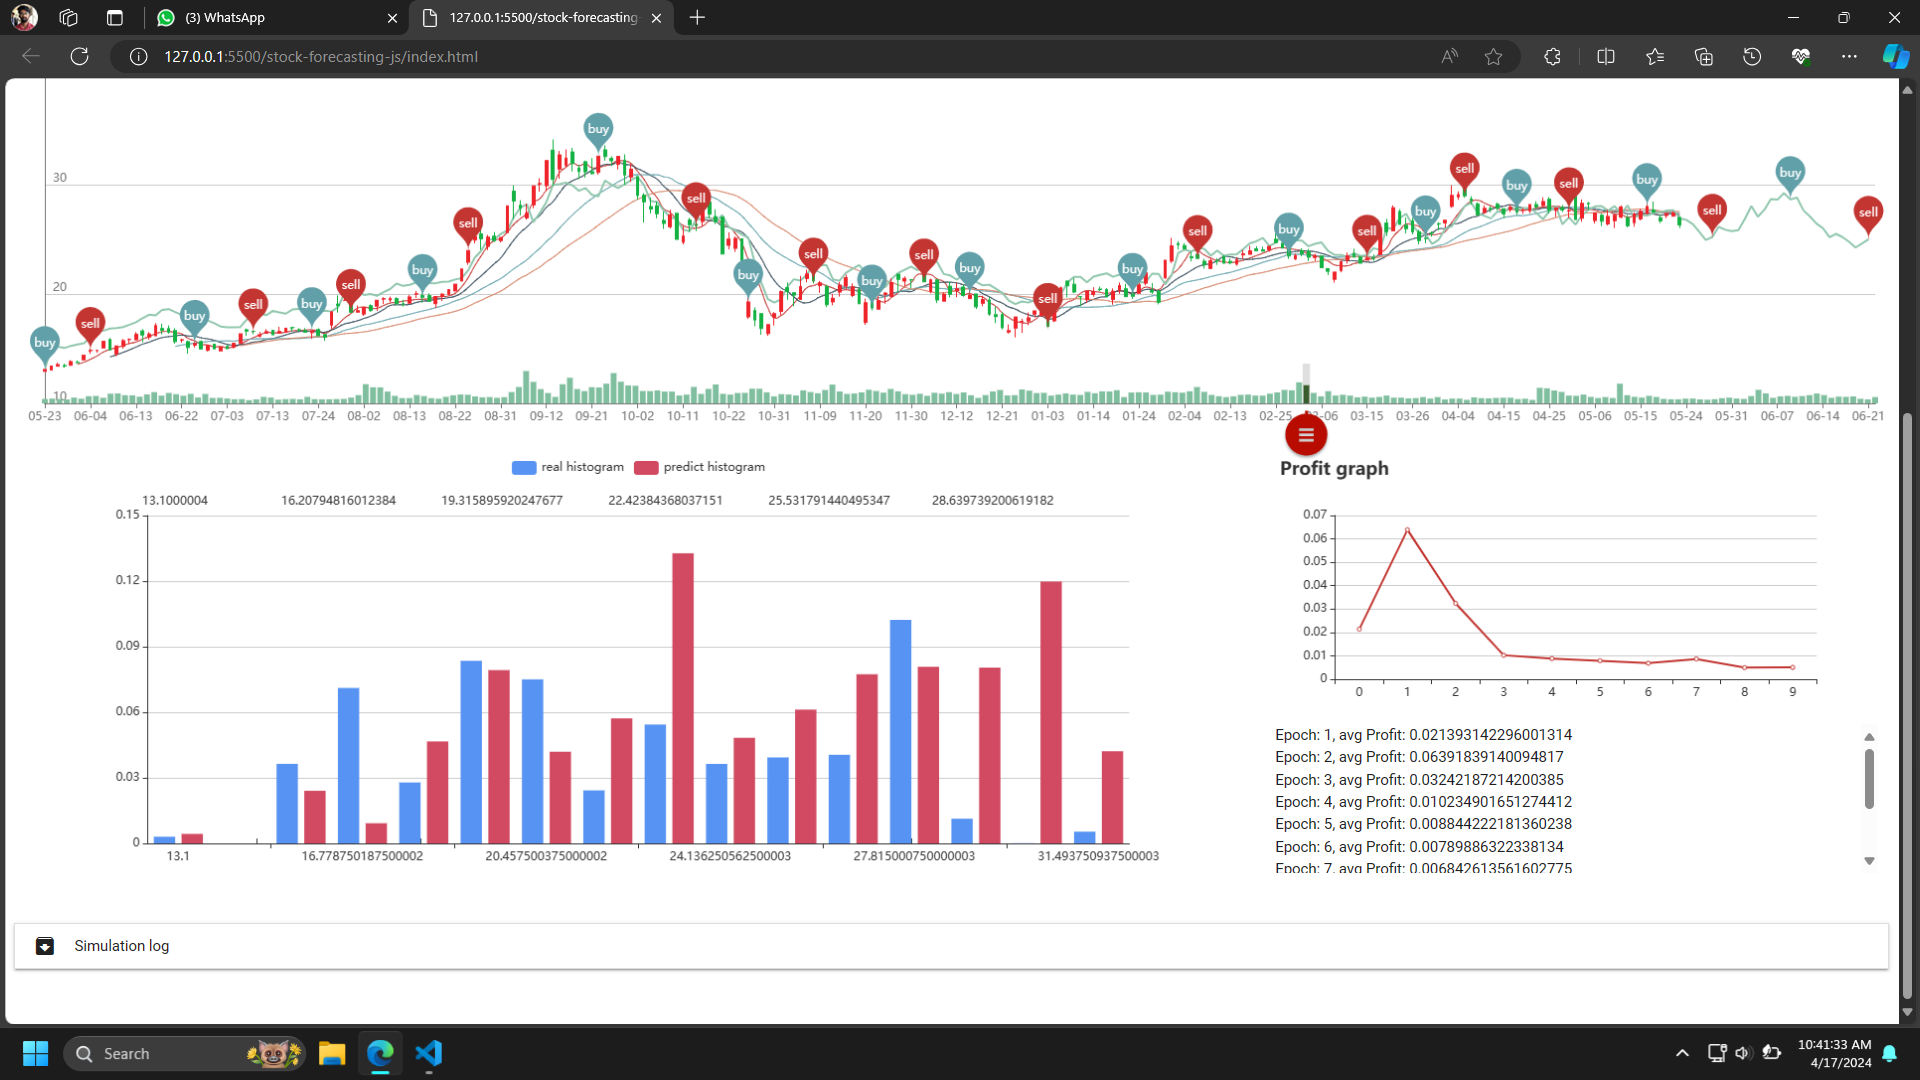 (3) WhatsApp
127.0.0.1:5500/stock-forecasting-
127.0.0.1:5500/stock-forecasting-js/index.html
30
20
10
buy
sell
buy
sell
buy
sell
buy
sell
buy
sell
buy
sell
buy
sell
buy
sell
buy
sell
buy
sell
buy
sell
buy
sell
buy
sell
buy
sell
05-23 06-04 06-13 06-22 07-03 07-13 07-24 08-02 08-13 08-22 08-31 09-12 09-21 10-02 10-11 10-22 10-31 11-09 11-20 11-30 12-12 12-21 01-03 01-14 01-24 02-04 02-13 02-25 03-06 03-15 03-26 04-04 04-15 04-25 05-06 05-15 05-24 05-31 06-07 06-14 06-21
real histogram predict histogram
13.1000004 16.20794816012384 19.315895920247677 22.42384368037151 25.531791440495347 28.639739200619182
0.15
0.12
0.09
0.06
0.03
0
13.1 16.778750187500002 20.457500375000002 24.136250562500003 27.815000750000003 31.493750937500003
Profit graph
0.07
0.06
0.05
0.04
0.03
0.02
0.01
0
0 1 2 3 4 5 6 7 8 9
Epoch: 1, avg Profit: 0.021393142296001314
Epoch: 2, avg Profit: 0.06391839140094817
Epoch: 3, avg Profit: 0.03242187214200385
Epoch: 4, avg Profit: 0.010234901651274412
Epoch: 5, avg Profit: 0.008844222181360238
Epoch: 6, avg Profit: 0.00789886322338134
Epoch: 7, avg Profit: 0.006842613561602775
Simulation log
Search
10:41:33 AM
4/17/2024